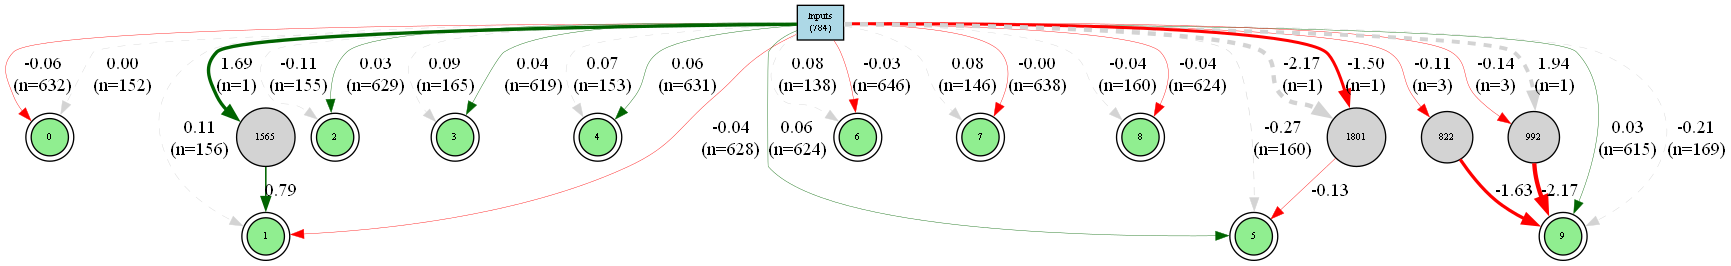 inputs
(784)
-0.06
(n=632)
0.00
(n=152)
1.69
(n=1)
-0.11
(n=155)
0.03
(n=629)
0.09
(n=165)
0.04
(n=619)
0.07
(n=153)
0.06
(n=631)
0.08
(n=138)
-0.03
(n=646)
0.08
(n=146)
-0.00
(n=638)
-0.04
(n=160)
-0.04
(n=624)
-2.17
(n=1)
-1.50
(n=1)
-0.11
(n=3)
-0.14
(n=3)
1.94
(n=1)
0
0.11
(n=156)
1565
2
3
4
-0.04
(n=628)
0.06
(n=624)
6
7
8
-0.27
(n=160)
1801
822
992
0.03
(n=615)
-0.21
(n=169)
0.79
-0.13
-1.63
-2.17
1
5
9